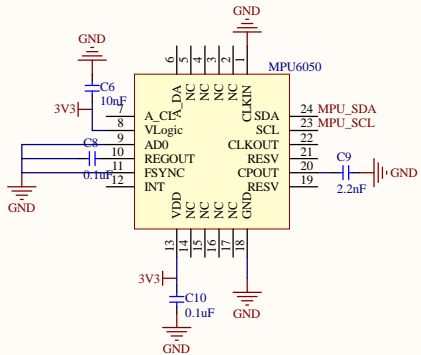 GND
GND
MPU6050
6
5
4
3
2
1
A_DA
NC
NC
NC
NC
CLKIN
C6
10nF
3V3
7
A_CL
SDA
24
MPU_SDA
8
VLogic
SCL
23
MPU_SCL
9
AD0
CLKOUT
22
C8
10
REGOUT
RESV
21
C9
0.1uF
11
FSYNC
CPOUT
20
GND
12
INT
RESV
19
2.2nF
GND
VDD
NC
NC
NC
NC
GND
13
14
15
16
17
18
3V3
C10
0.1uF
GND
GND